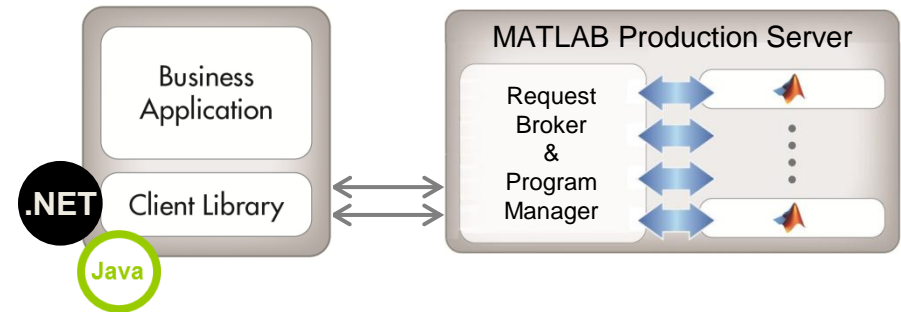 Business
Application
.NET
Client Library
Java
MATLAB Production Server
Request
Broker
&
Program
Manager